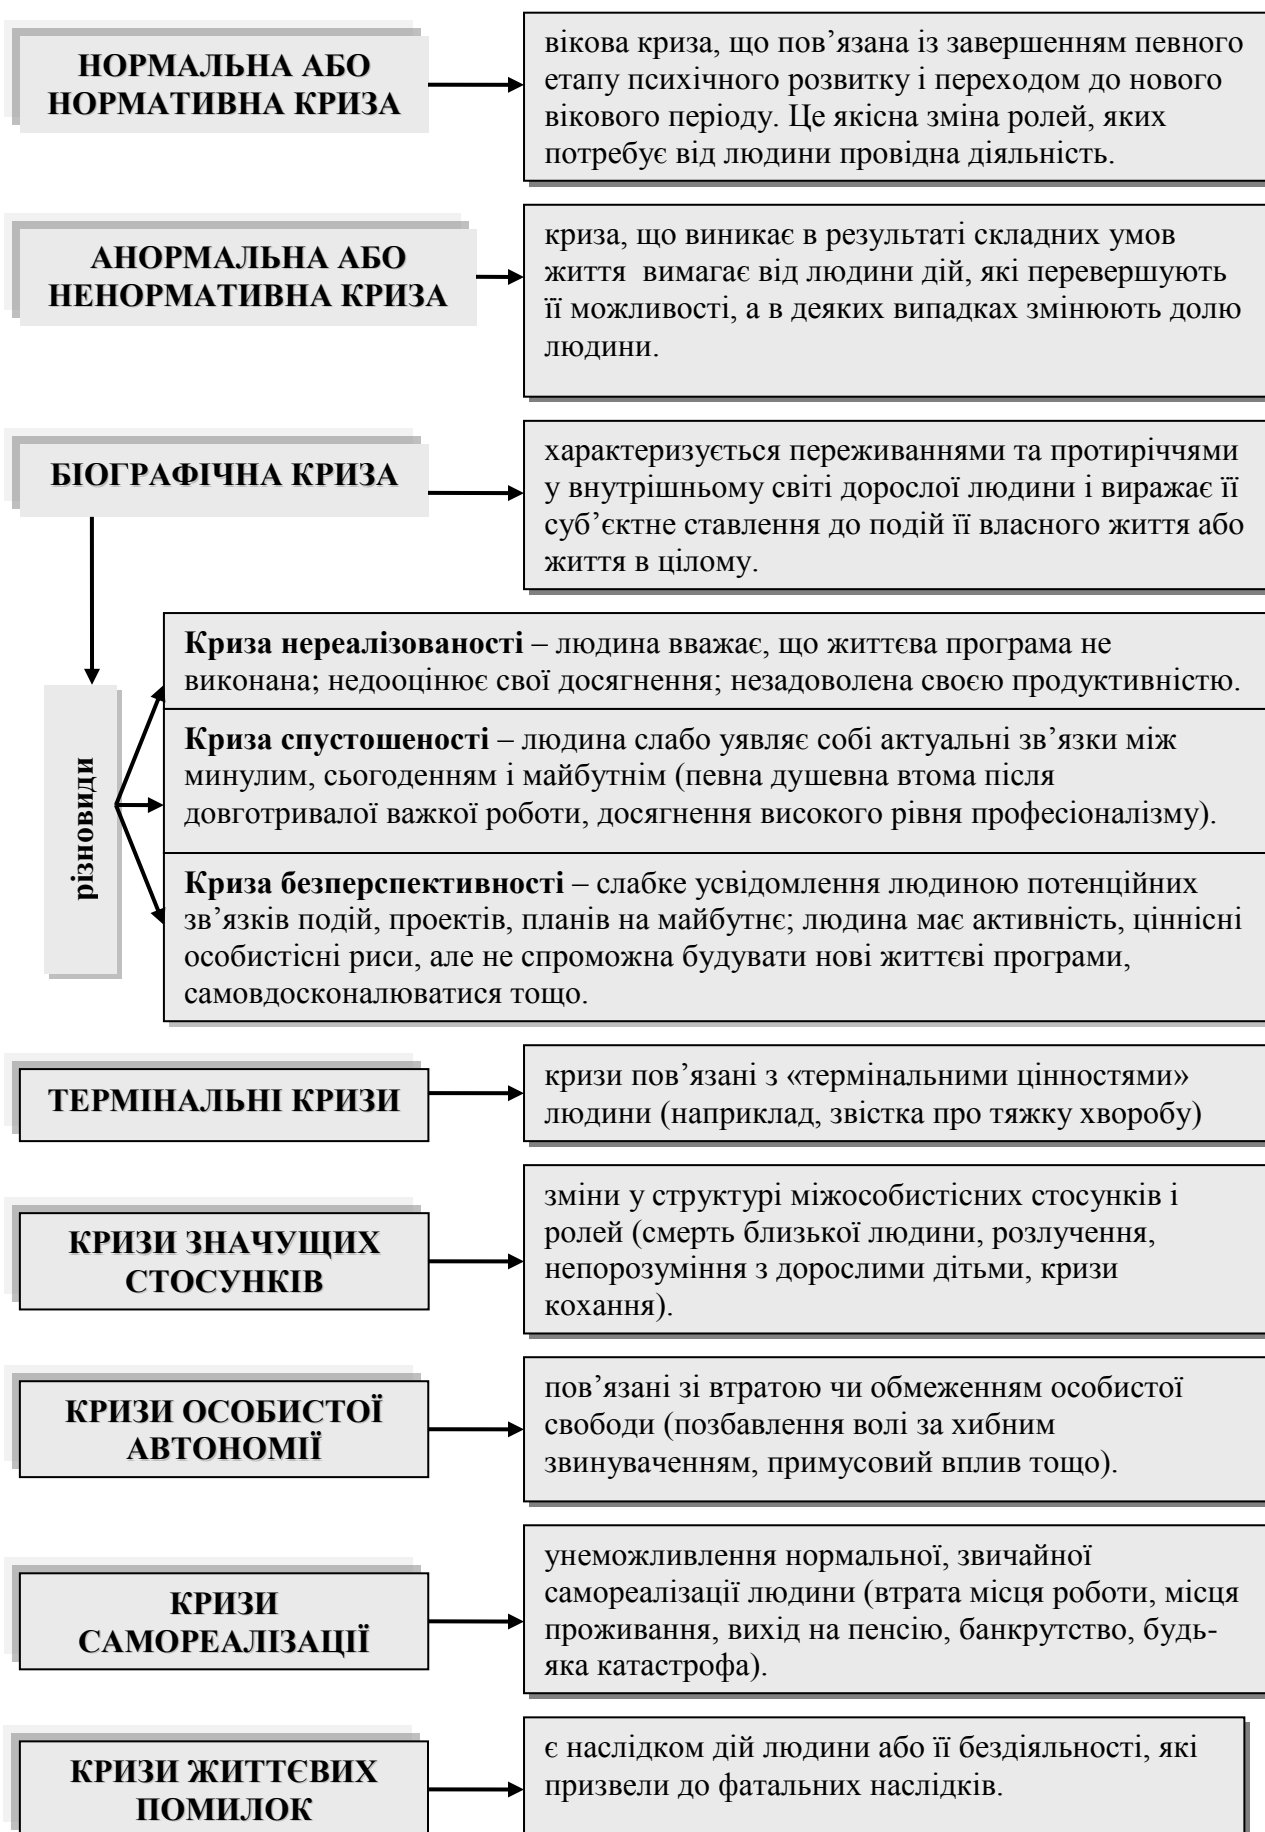 НОРМАЛЬНА АБО
НОРМАТИВНА КРИЗА
вікова криза, що пов’язана із завершенням певного
етапу психічного розвитку і переходом до нового
вікового періоду. Це якісна зміна ролей, яких
потребує від людини провідна діяльність.
АНОРМАЛЬНА АБО
НЕНОРМАТИВНА КРИЗА
криза, що виникає в результаті складних умов
життя вимагає від людини дій, які перевершують
її можливості, а в деяких випадках змінюють долю
людини.
БІОГРАФІЧНА КРИЗА
характеризується переживаннями та протиріччями
у внутрішньому світі дорослої людини і виражає її
суб’єктне ставлення до подій її власного життя або
життя в цілому.
різновиди
Криза нереалізованості – людина вважає, що життєва програма не
виконана; недооцінює свої досягнення; незадоволена своєю продуктивністю.
Криза спустошеності – людина слабо уявляє собі актуальні зв’язки між
минулим, сьогоденням і майбутнім (певна душевна втома після
довготривалої важкої роботи, досягнення високого рівня професіоналізму).
Криза безперспективності – слабке усвідомлення людиною потенційних
зв’язків подій, проектів, планів на майбутнє; людина має активність, ціннісні
особистісні риси, але не спроможна будувати нові життєві програми,
самовдосконалюватися тощо.
ТЕРМІНАЛЬНІ КРИЗИ
кризи пов’язані з «термінальними цінностями»
людини (наприклад, звістка про тяжку хворобу)
КРИЗИ ЗНАЧУЩИХ
СТОСУНКІВ
зміни у структурі міжособистісних стосунків і
ролей (смерть близької людини, розлучення,
непорозуміння з дорослими дітьми, кризи
кохання).
КРИЗИ ОСОБИСТОЇ
АВТОНОМІЇ
пов’язані зі втратою чи обмеженням особистої
свободи (позбавлення волі за хибним
звинуваченням, примусовий вплив тощо).
КРИЗИ
САМОРЕАЛІЗАЦІЇ
унеможливлення нормальної, звичайної
самореалізації людини (втрата місця роботи, місця
проживання, вихід на пенсію, банкрутство, будь-
яка катастрофа).
КРИЗИ ЖИТТЄВИХ
ПОМИЛОК
є наслідком дій людини або її бездіяльності, які
призвели до фатальних наслідків.